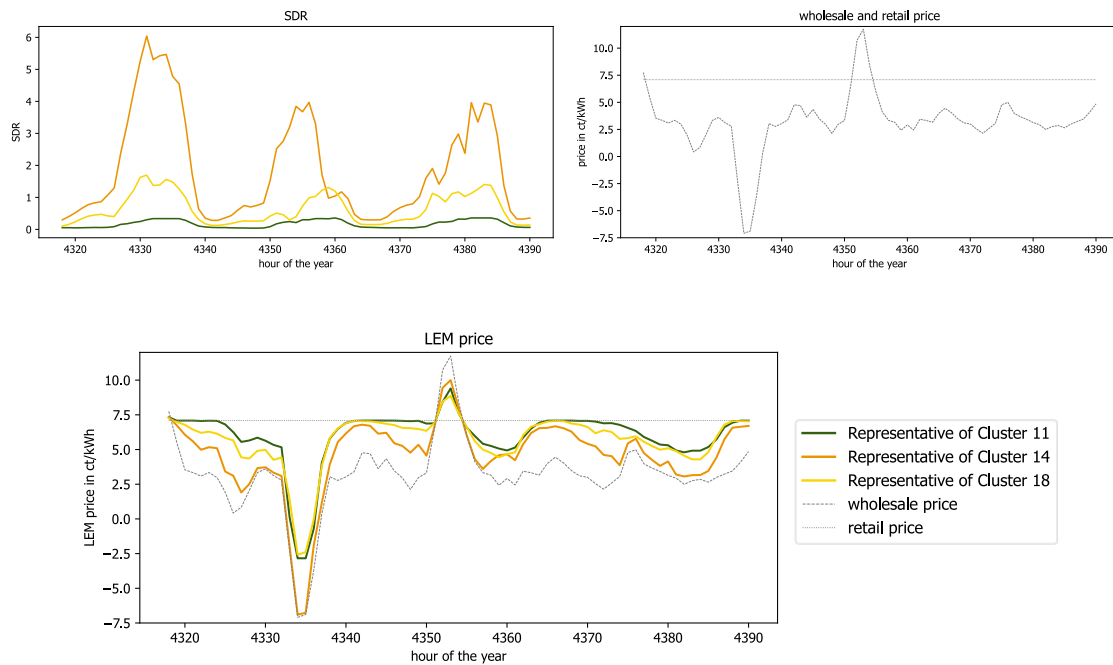 SDR
6
5
4
3
2
1
0
SDR
4320 4330 4340 4350 4360 4370 4380 4390
hour of the year
wholesale and retail price
10.0
7.5
5.0
2.5
0.0
−2.5
−5.0
−7.5
price in ct/kWh
4320 4330 4340 4350 4360 4370 4380 4390
hour of the year
LEM price
10.0
7.5
5.0
2.5
0.0
−2.5
−5.0
−7.5
LEM price in ct/kWh
4320 4330 4340 4350 4360 4370 4380 4390
hour of the year
Representative of Cluster 11
Representative of Cluster 14
Representative of Cluster 18
wholesale price
retail price